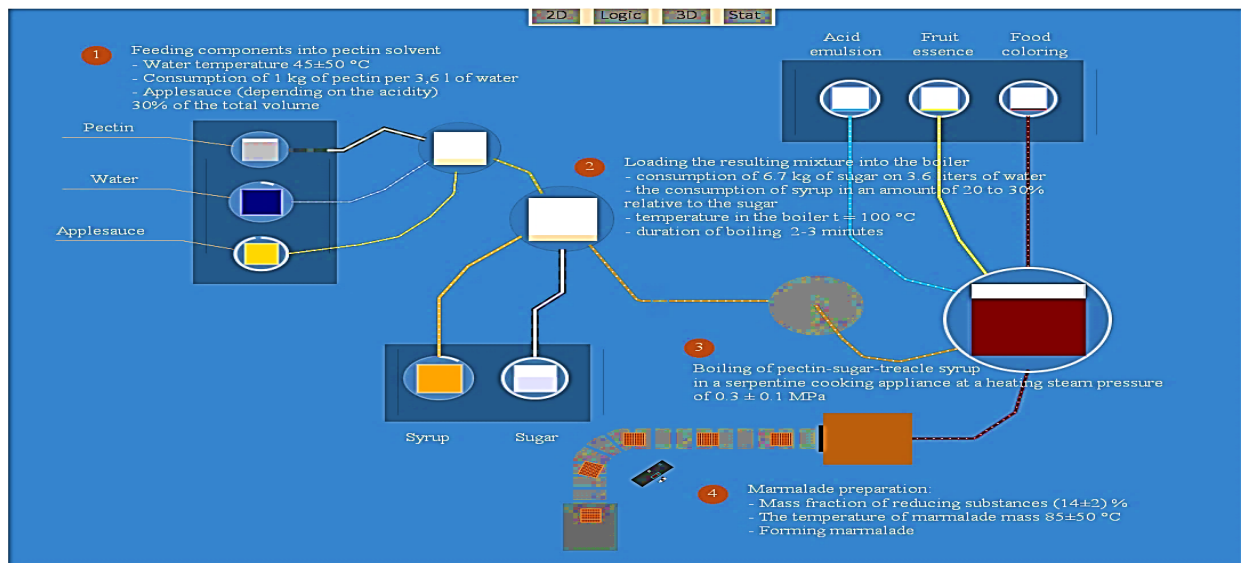 2D Logic 3D Stat
1 Feeding components into pectin solvent
- Water temperature 45±50 °C
- Consumption of 1 kg of pectin per 3,6 l of water
- Applesauce (depending on the acidity)
30% of the total volume
Pectin
Water
Applesauce
Acid emulsion
Fruit essence
Food coloring
2 Loading the resulting mixture into the boiler
- consumption of 6.7 kg of sugar on 3.6 liters of water
- the consumption of syrup in an amount of 20 to 30%
relative to the sugar
- temperature in the boiler t = 100 °C
- duration of boiling 2-3 minutes
Syrup
Sugar
3 Boiling of pectin-sugar-treacle syrup
in a serpentine cooking appliance at a heating steam pressure
of 0.3 ± 0.1 MPa
4 Marmalade preparation:
- Mass fraction of reducing substances (14±2) %
- The temperature of marmalade mass 85±50 °C
- Forming marmalade